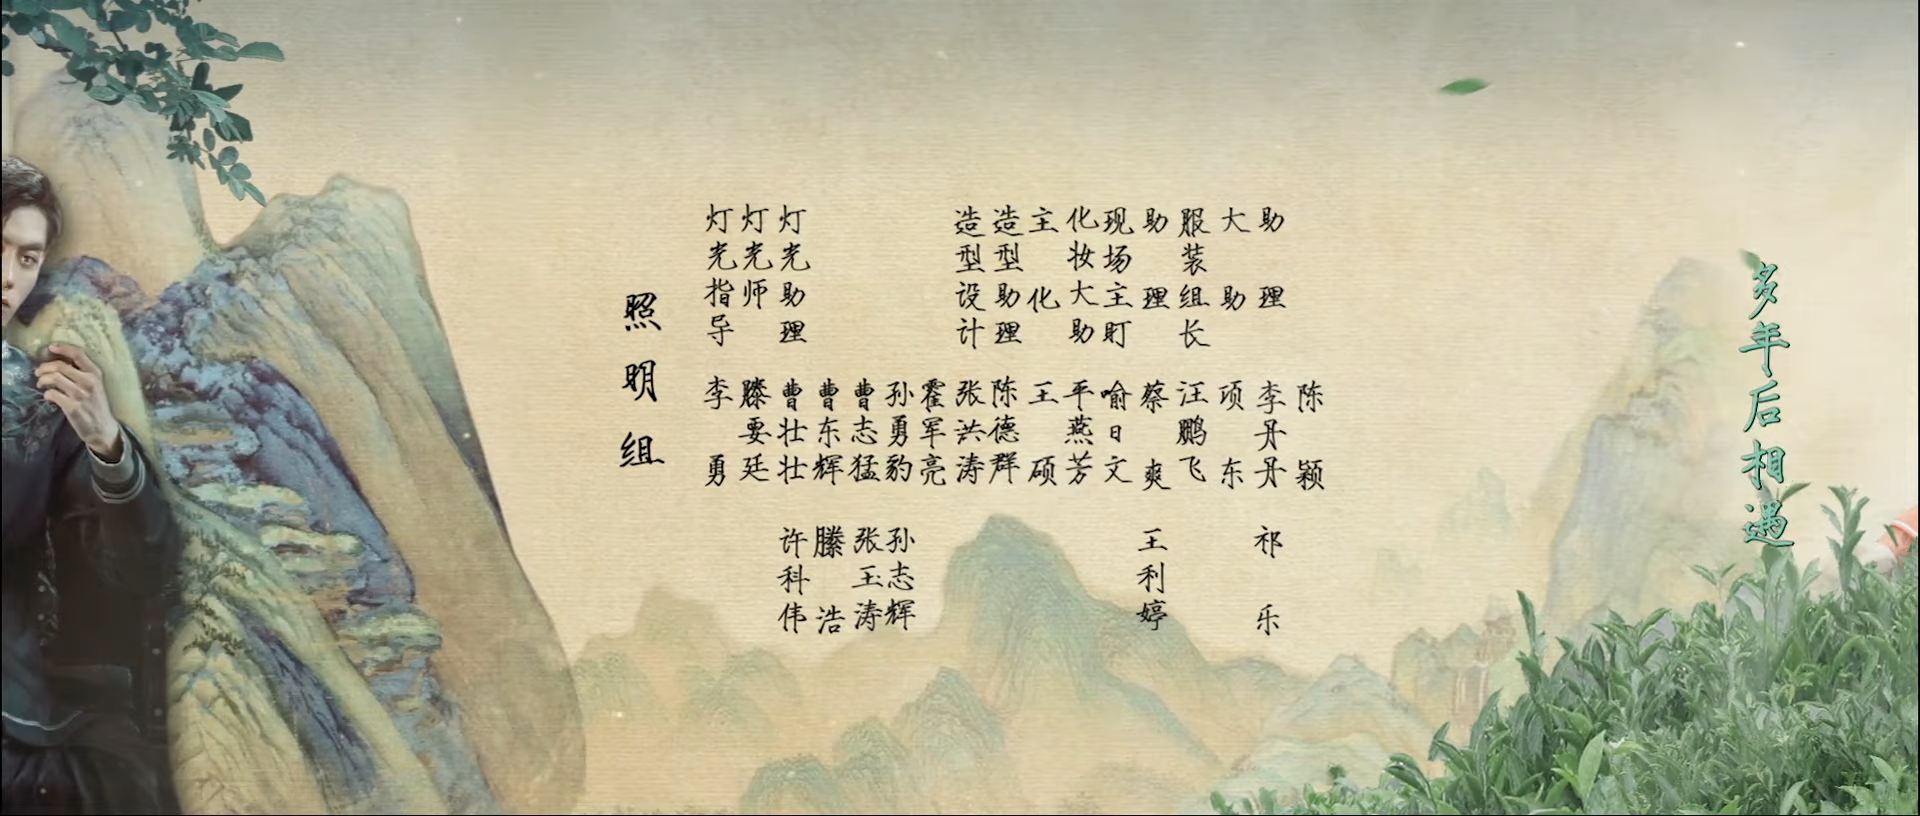 照明组
灯光指导 李勇
灯光师 滕要廷
灯光助理 曹壮壮 许科伟
曹东辉 滕浩
曹志猛 张玉涛
孙勇豹 孙志辉
霍军亮
造型设计 张洪涛
造型助理 陈德群
主化 王硕
化妆大助 平燕芳
现场主盯 喻日文
助理 蔡爽 王利婷
服装组长 汪鹏飞
大助 项东
助理 李丹丹 祁乐
陈颖
多年后相遇